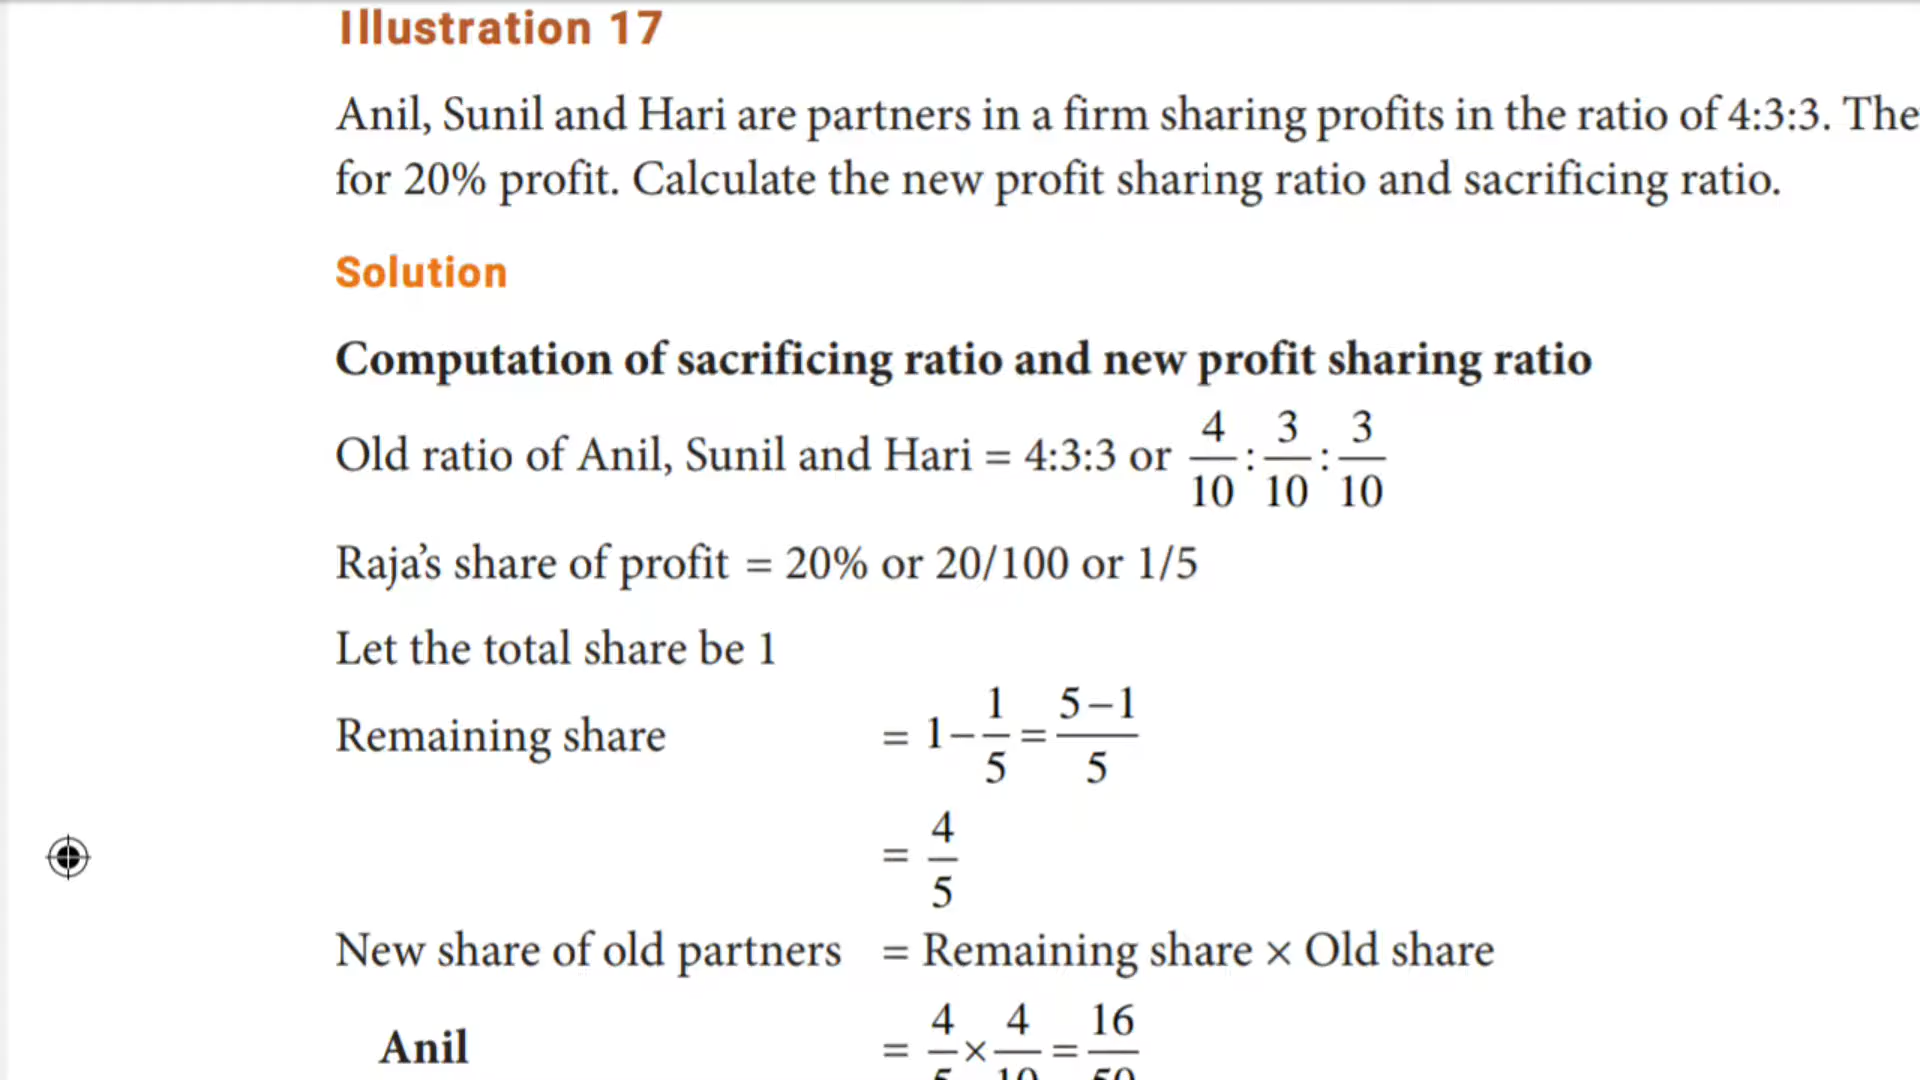 Illustration 17
Anil, Sunil and Hari are partners in a firm sharing profits in the ratio of 4:3:3. The
for 20% profit. Calculate the new profit sharing ratio and sacrificing ratio.
Solution
Computation of sacrificing ratio and new profit sharing ratio
Old ratio of Anil, Sunil and Hari = 4:3:3 or 4/10 : 3/10 : 3/10
Raja’s share of profit = 20% or 20/100 or 1/5
Let the total share be 1
Remaining share = 1 – 1/5 = 5–1/5
= 4/5
New share of old partners = Remaining share × Old share
Anil = 4/5 × 4/10 = 16/50